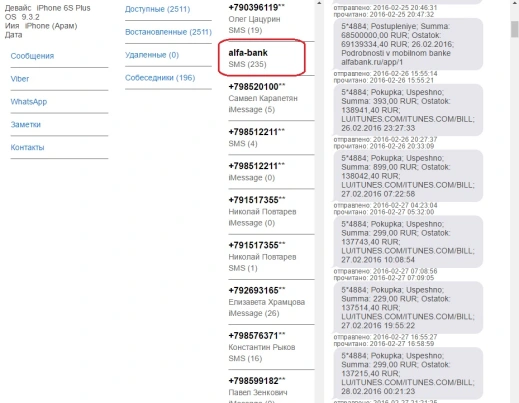 Девайс iPhone 6S Plus
OS 9.3.2
Имя iPhone (Арам)
Дата
Сообщения
Viber
WhatsApp
Заметки
Контакты
Доступные (2511)
Востановленные (2511)
Удаленные (0)
Собеседники (196)
+790396119**
Олег Цацурин
SMS (19)
alfa-bank
SMS (235)
+798520100**
Самвел Карапетян
iMessage (5)
+798512211**
SMS (4)
+798512211**
iMessage (0)
+791517355**
Николай Повтарев
iMessage (0)
+791517355**
Николай Повтарев
SMS (1)
+792693165**
Елизавета Храмцова
iMessage (26)
+798576371**
Константин Рыков
SMS (16)
+798599182**
Павел Зенкович
отправлено: 2016-02-25 20:46:31
прочитано: 2016-02-25 20:47:32
5*4884; Postupleniye; Summa:
68500000,00 RUR; Ostatok:
69139334,40 RUR; 26.02.2016;
Podrobnosti v mobilnom banke
alfabank.ru/app/1
отправлено: 2016-02-26 15:55:14
прочитано: 2016-02-26 15:55:21
5*4884; Pokupka; Uspeshno;
Summa: 393,00 RUR; Ostatok:
138941,40 RUR;
LU/ITUNES.COM/ITUNES.COM/BILL;
26.02.2016 23:27:33
отправлено: 2016-02-26 20:27:37
прочитано: 2016-02-26 20:33:09
5*4884; Pokupka; Uspeshno;
Summa: 899,00 RUR; Ostatok:
138042,40 RUR;
LU/ITUNES.COM/ITUNES.COM/BILL;
27.02.2016 07:22:58
отправлено: 2016-02-27 04:23:04
прочитано: 2016-02-27 05:32:00
5*4884; Pokupka; Uspeshno;
Summa: 299,00 RUR; Ostatok:
137743,40 RUR;
LU/ITUNES.COM/ITUNES.COM/BILL;
27.02.2016 10:08:54
отправлено: 2016-02-27 07:08:56
прочитано: 2016-02-27 07:09:05
5*4884; Pokupka; Uspeshno;
Summa: 229,00 RUR; Ostatok:
137514,40 RUR;
LU/ITUNES.COM/ITUNES.COM/BILL;
27.02.2016 19:55:22
отправлено: 2016-02-27 16:55:27
прочитано: 2016-02-27 16:58:59
5*4884; Pokupka; Uspeshno;
Summa: 299,00 RUR; Ostatok:
137215,40 RUR;
LU/ITUNES.COM/ITUNES.COM/BILL;
28.02.2016 00:21:23